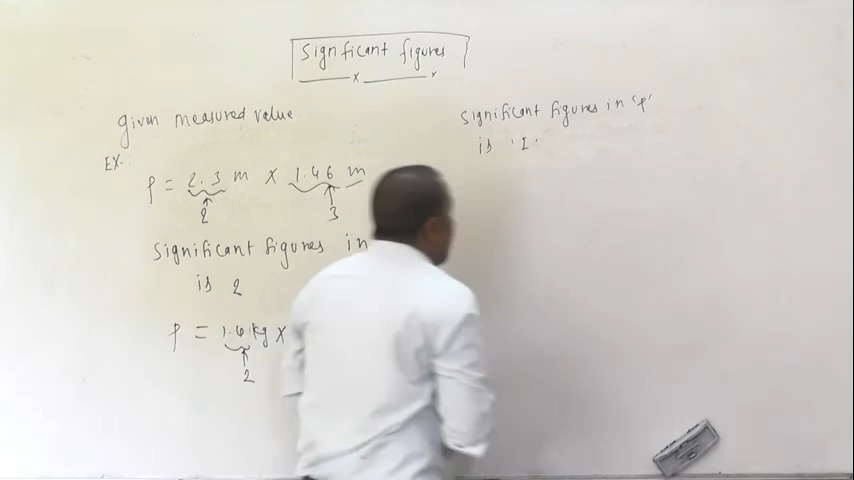 Significant figures
given measured value.
Ex:.
ρ = 2.3 m x 1.46 m
2
3
Significant figures in
is 2
ρ = 1.6 kg x
2
Significant figures in 'ρ'
is '1'